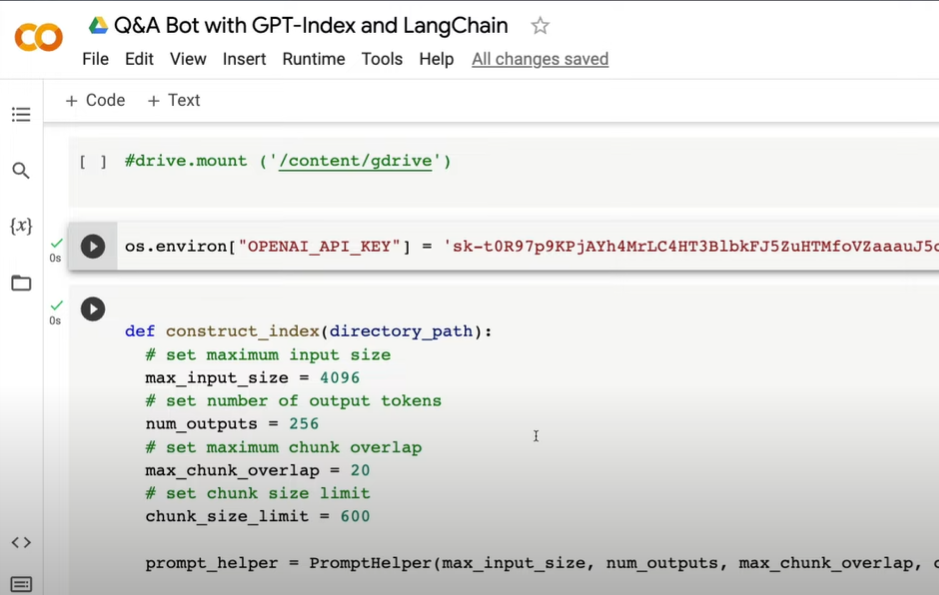 Q&A Bot with GPT-Index and LangChain
File Edit View Insert Runtime Tools Help All changes saved
+ Code + Text
[ ] #drive.mount ('/content/gdrive')
{x}
0s
os.environ["OPENAI_API_KEY"] = 'sk-t0R97p9KPjAYh4MrLC4HT3BlbkFJ5ZuHTMfoVZaaauJ5
0s
def construct_index(directory_path):
# set maximum input size
max_input_size = 4096
# set number of output tokens
num_outputs = 256
# set maximum chunk overlap
max_chunk_overlap = 20
# set chunk size limit
chunk_size_limit = 600
prompt_helper = PromptHelper(max_input_size, num_outputs, max_chunk_overlap,